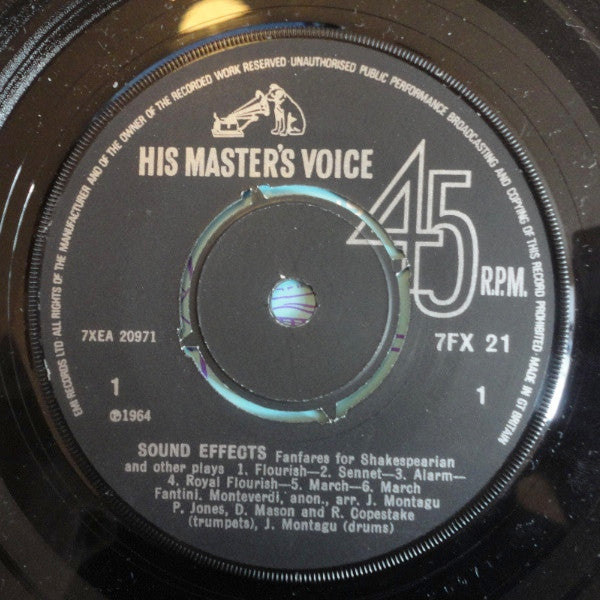 EMI RECORDS LTD ALL RIGHTS OF THE MANUFACTURER AND OF THE OWNER OF THE RECORDED WORK RESERVED UNAUTHORISED PUBLIC PERFORMANCE BROADCASTING AND COPYING OF THIS RECORD PROHIBITED · MADE IN GT BRITAIN
HIS MASTER'S VOICE
45
R.P.M.
7XEA 20971
7FX 21
1
1
℗1964
SOUND EFFECTS Fanfares for Shakespearian
and other plays 1. Flourish—2. Sennet—3. Alarm—
4. Royal Flourish—5. March—6. March
Fantini, Monteverdi, anon., arr. J. Montagu
P. Jones, D. Mason and R. Copestake
(trumpets), J. Montagu (drums)